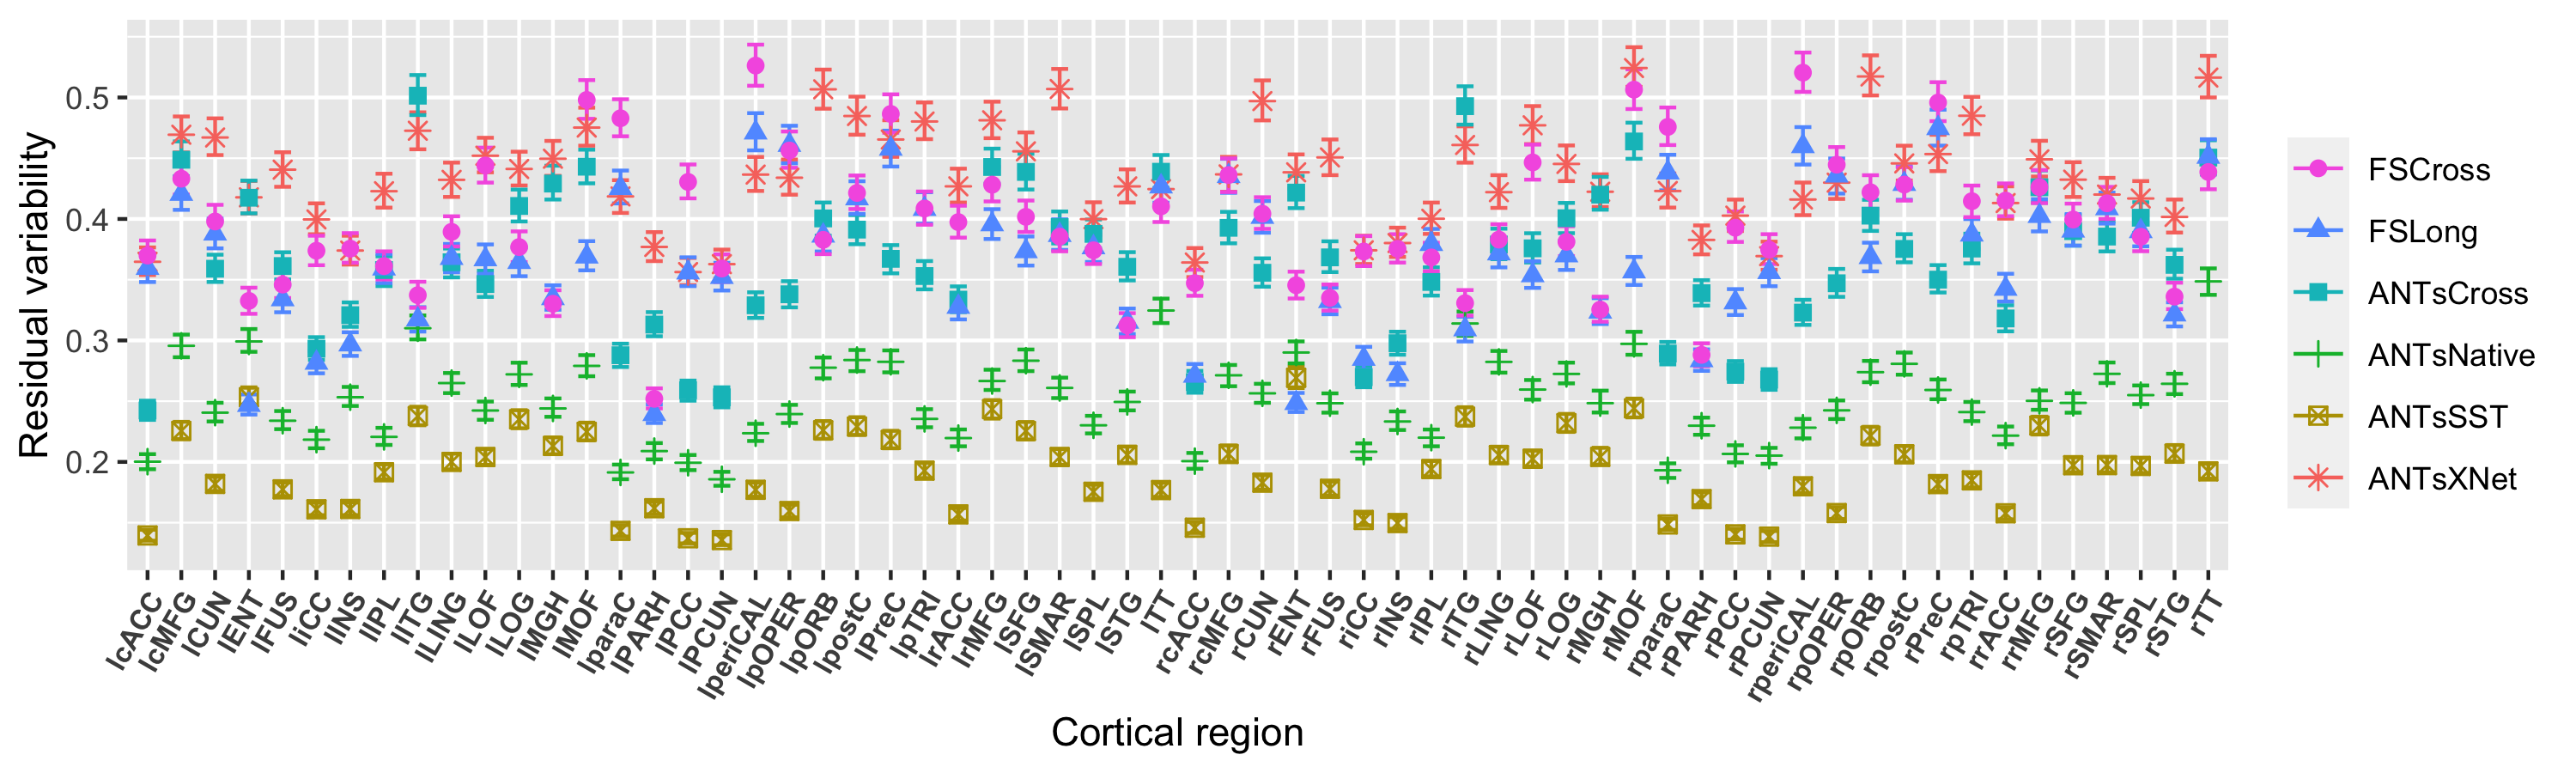 Residual variability
0.5
0.4
0.3
0.2
lcACC
lcMFG
lCUN
lENT
lFUS
liCC
lINS
lIPL
lITG
lLING
lLOF
lLOG
lMGH
lMOF
lparaC
lPARH
lPCC
lPCUN
lperiCAL
lpOPER
lpORB
lpostC
lPreC
lpTRI
lrACC
lrMFG
lSFG
lSMAR
lSPL
lSTG
lTT
rcACC
rcMFG
rCUN
rENT
rFUS
riCC
rINS
rIPL
rITG
rLING
rLOF
rLOG
rMGH
rMOF
rparaC
rPARH
rPCC
rPCUN
rperiCAL
rpOPER
rpORB
rpostC
rPreC
rpTRI
rrACC
rrMFG
rSFG
rSMAR
rSPL
rSTG
rTT
Cortical region
FSCross
FSLong
ANTsCross
ANTsNative
ANTsSST
ANTsXNet